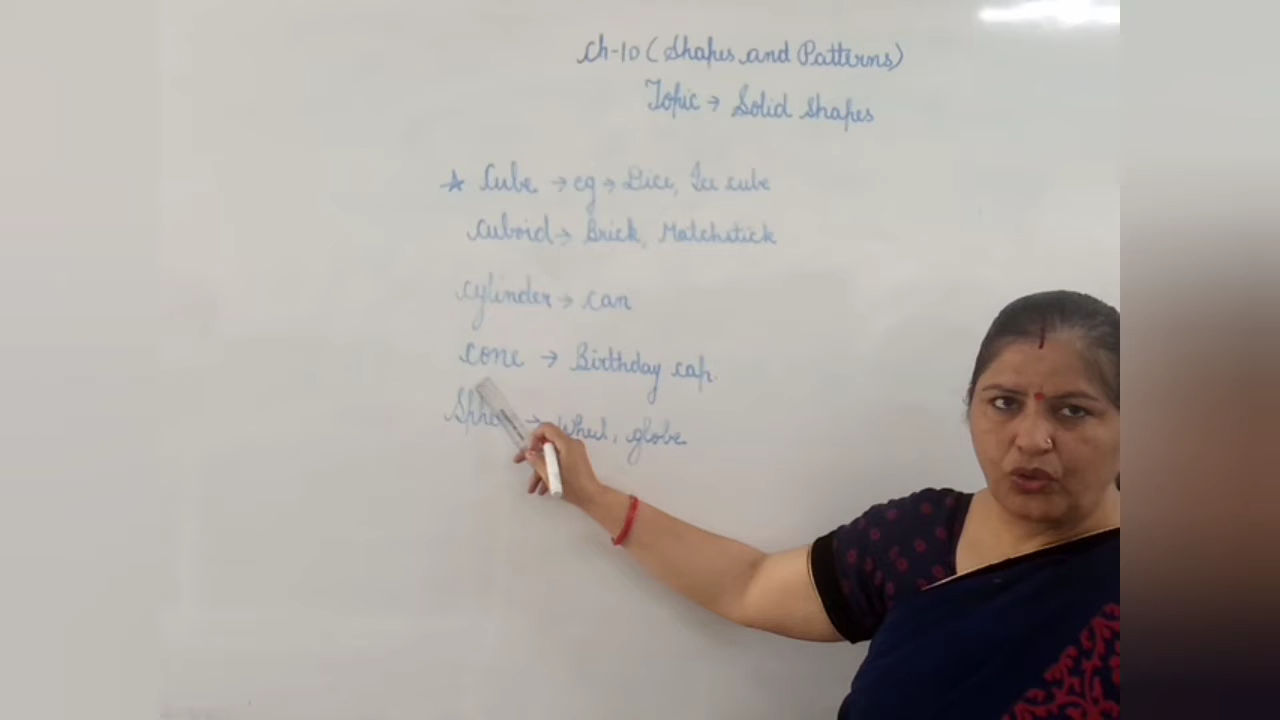 Ch-10 (Shapes and Patterns)
Topic → Solid Shapes
★ Cube → eg → Dice, Ice cube
Cuboid → Brick, Matchstick
Cylinder → can
Cone → Birthday cap.
→ Wheel, globe